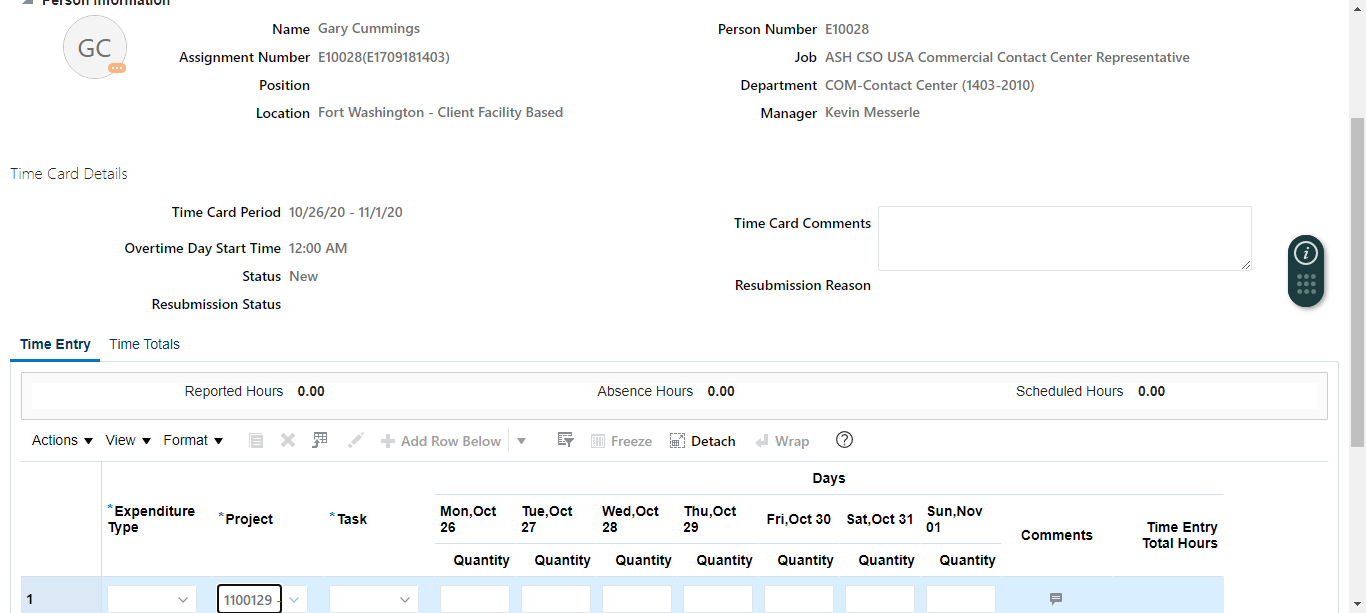 Person Information
GC
Name Gary Cummings
Person Number E10028
Assignment Number E10028(E1709181403)
Job ASH CSO USA Commercial Contact Center Representative
Position
Department COM-Contact Center (1403-2010)
Location Fort Washington - Client Facility Based
Manager Kevin Messerle
Time Card Details
Time Card Period 10/26/20 - 11/1/20
Time Card Comments
Overtime Day Start Time 12:00 AM
Status New
Resubmission Reason
Resubmission Status
Time Entry Time Totals
Reported Hours 0.00 Absence Hours 0.00 Scheduled Hours 0.00
Actions View Format Add Row Below Freeze Detach Wrap ?
Days
*Expenditure Type
*Project
*Task
Mon,Oct 26
Tue,Oct 27
Wed,Oct 28
Thu,Oct 29
Fri,Oct 30
Sat,Oct 31
Sun,Nov 01
Comments
Time Entry Total Hours
Quantity Quantity Quantity Quantity Quantity Quantity Quantity
1 1100129 -